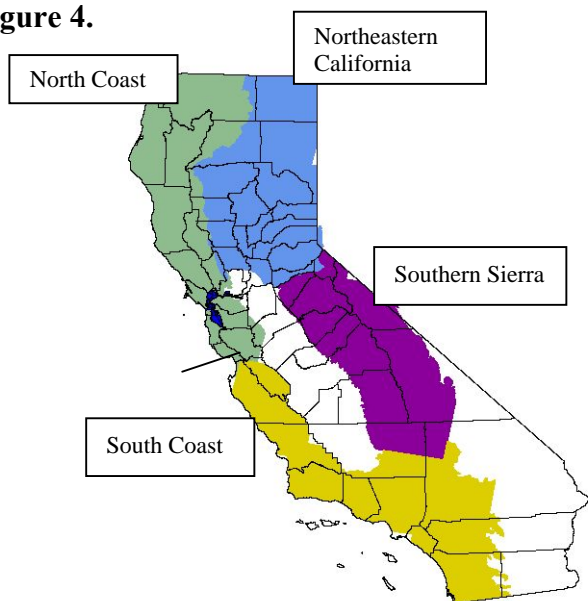 gure 4.
Northeastern
California
North Coast
Southern Sierra
South Coast